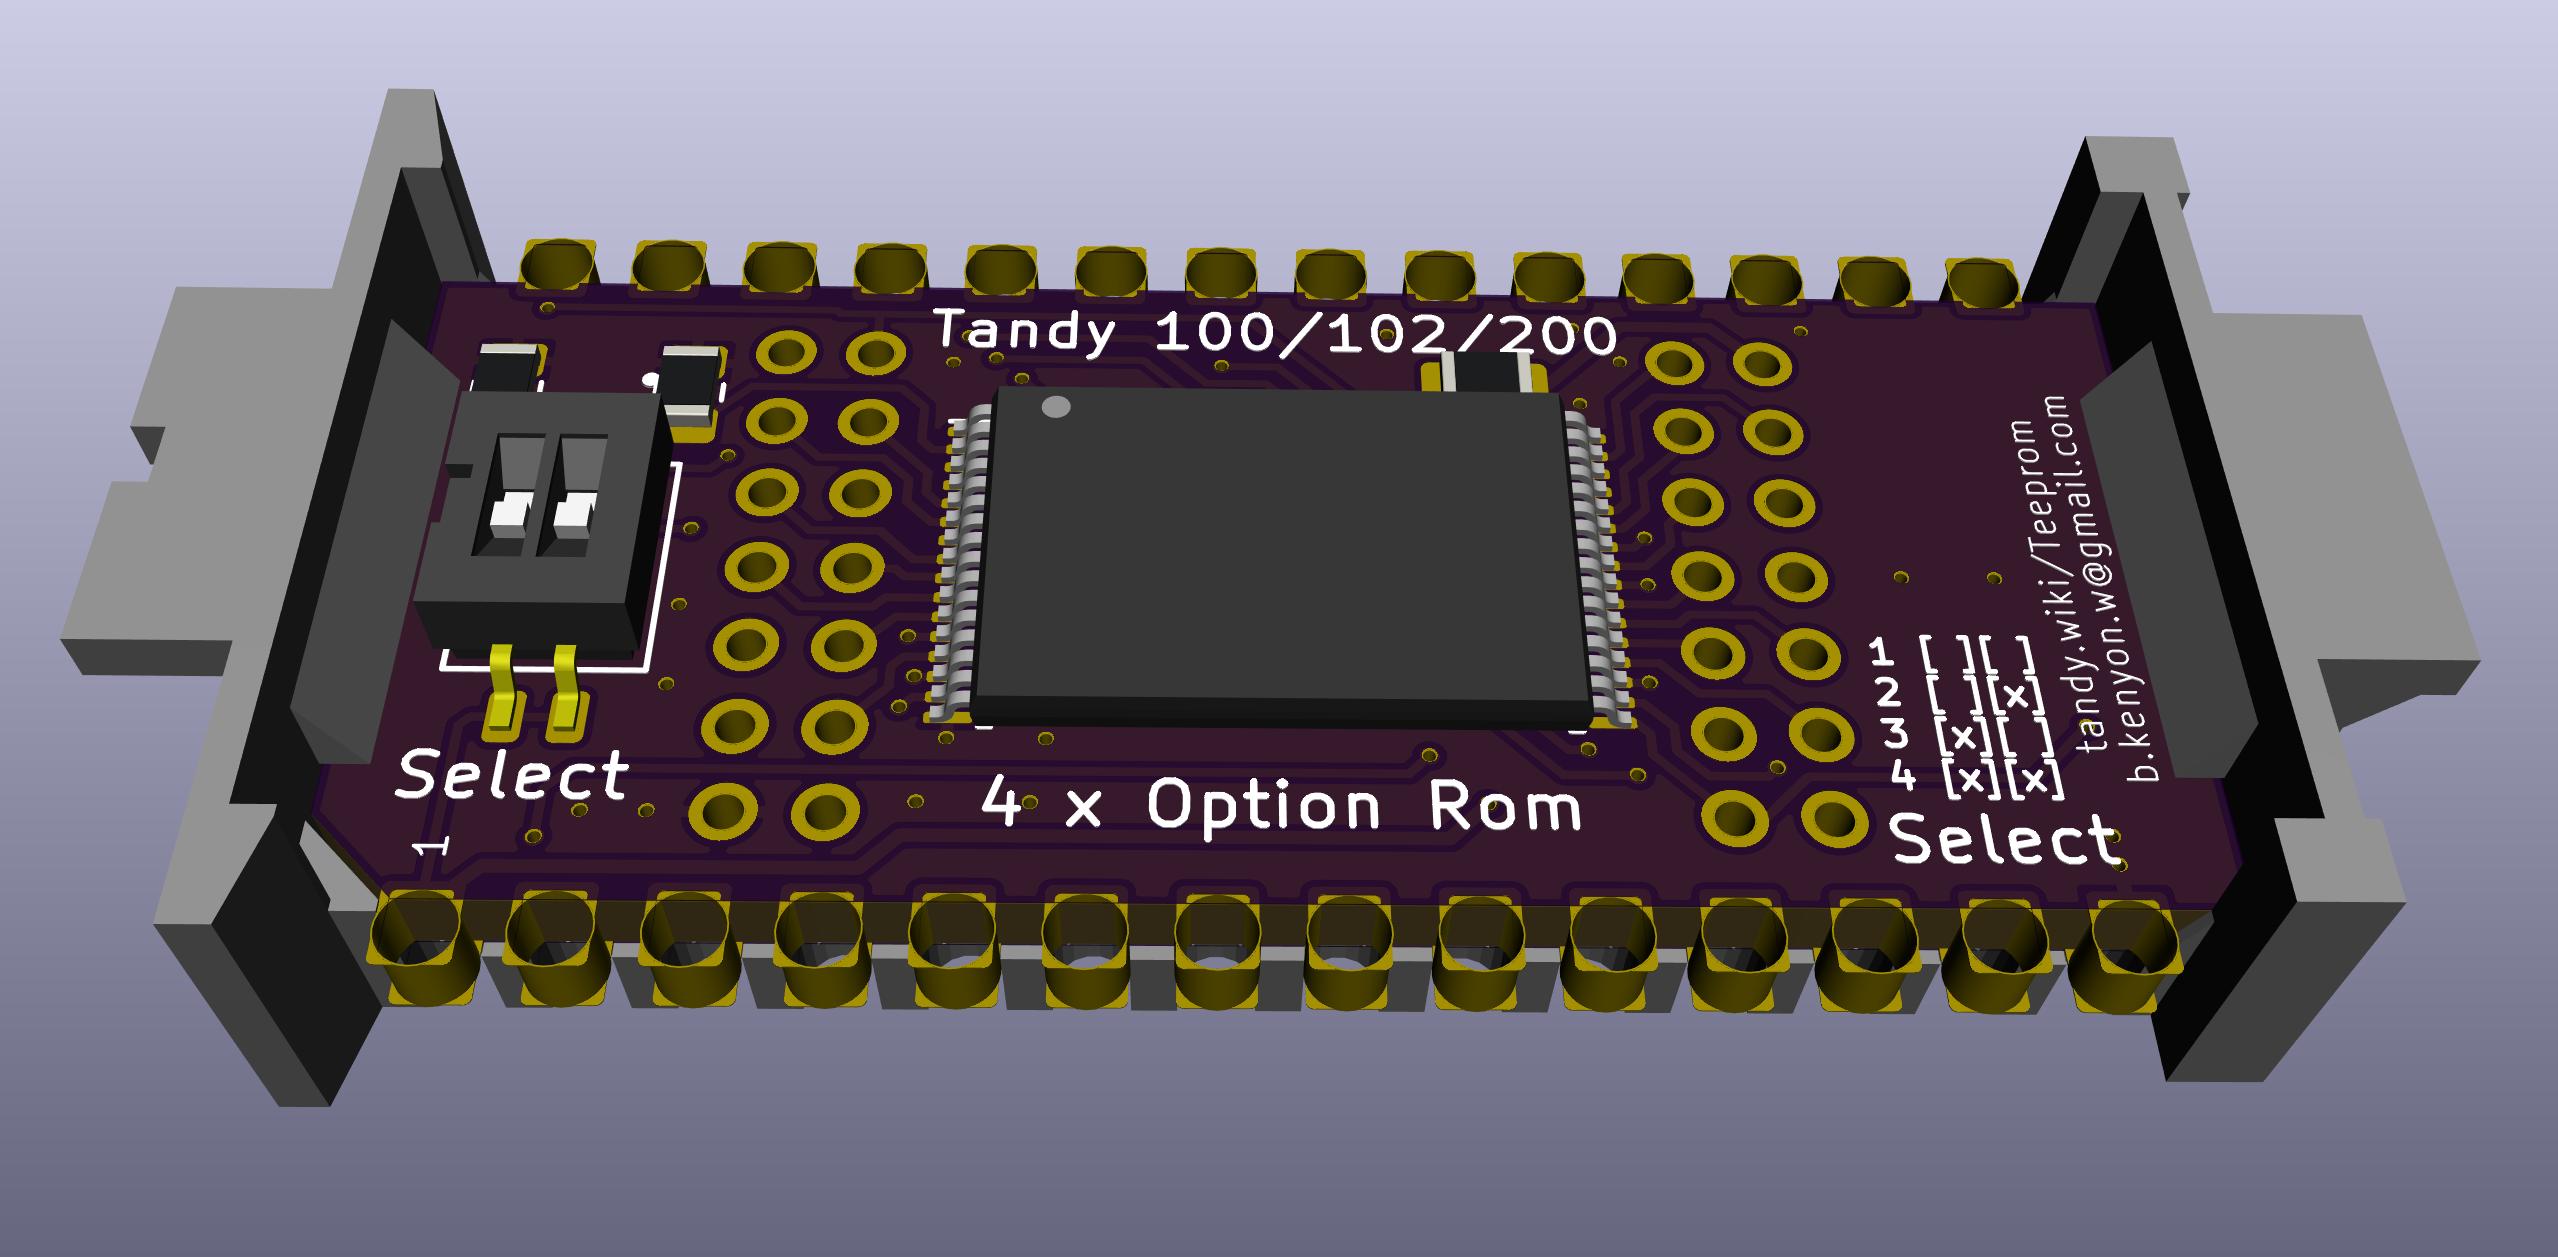 Tandy 100/102/200
Select
1
4 x Option Rom
1 [ ][ ]
2 [ ][x]
3 [x][ ]
4 [x][x]
Select
tandy.wiki/Teeprom
b.kenyon.w@gmail.com